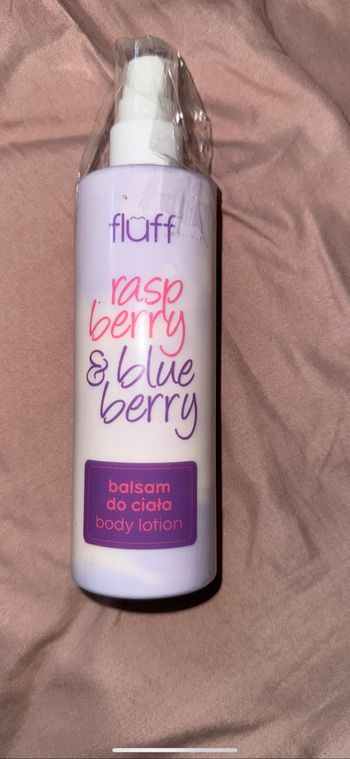 fluff
rasp
berry
& blue
berry
balsam
do ciała
body lotion